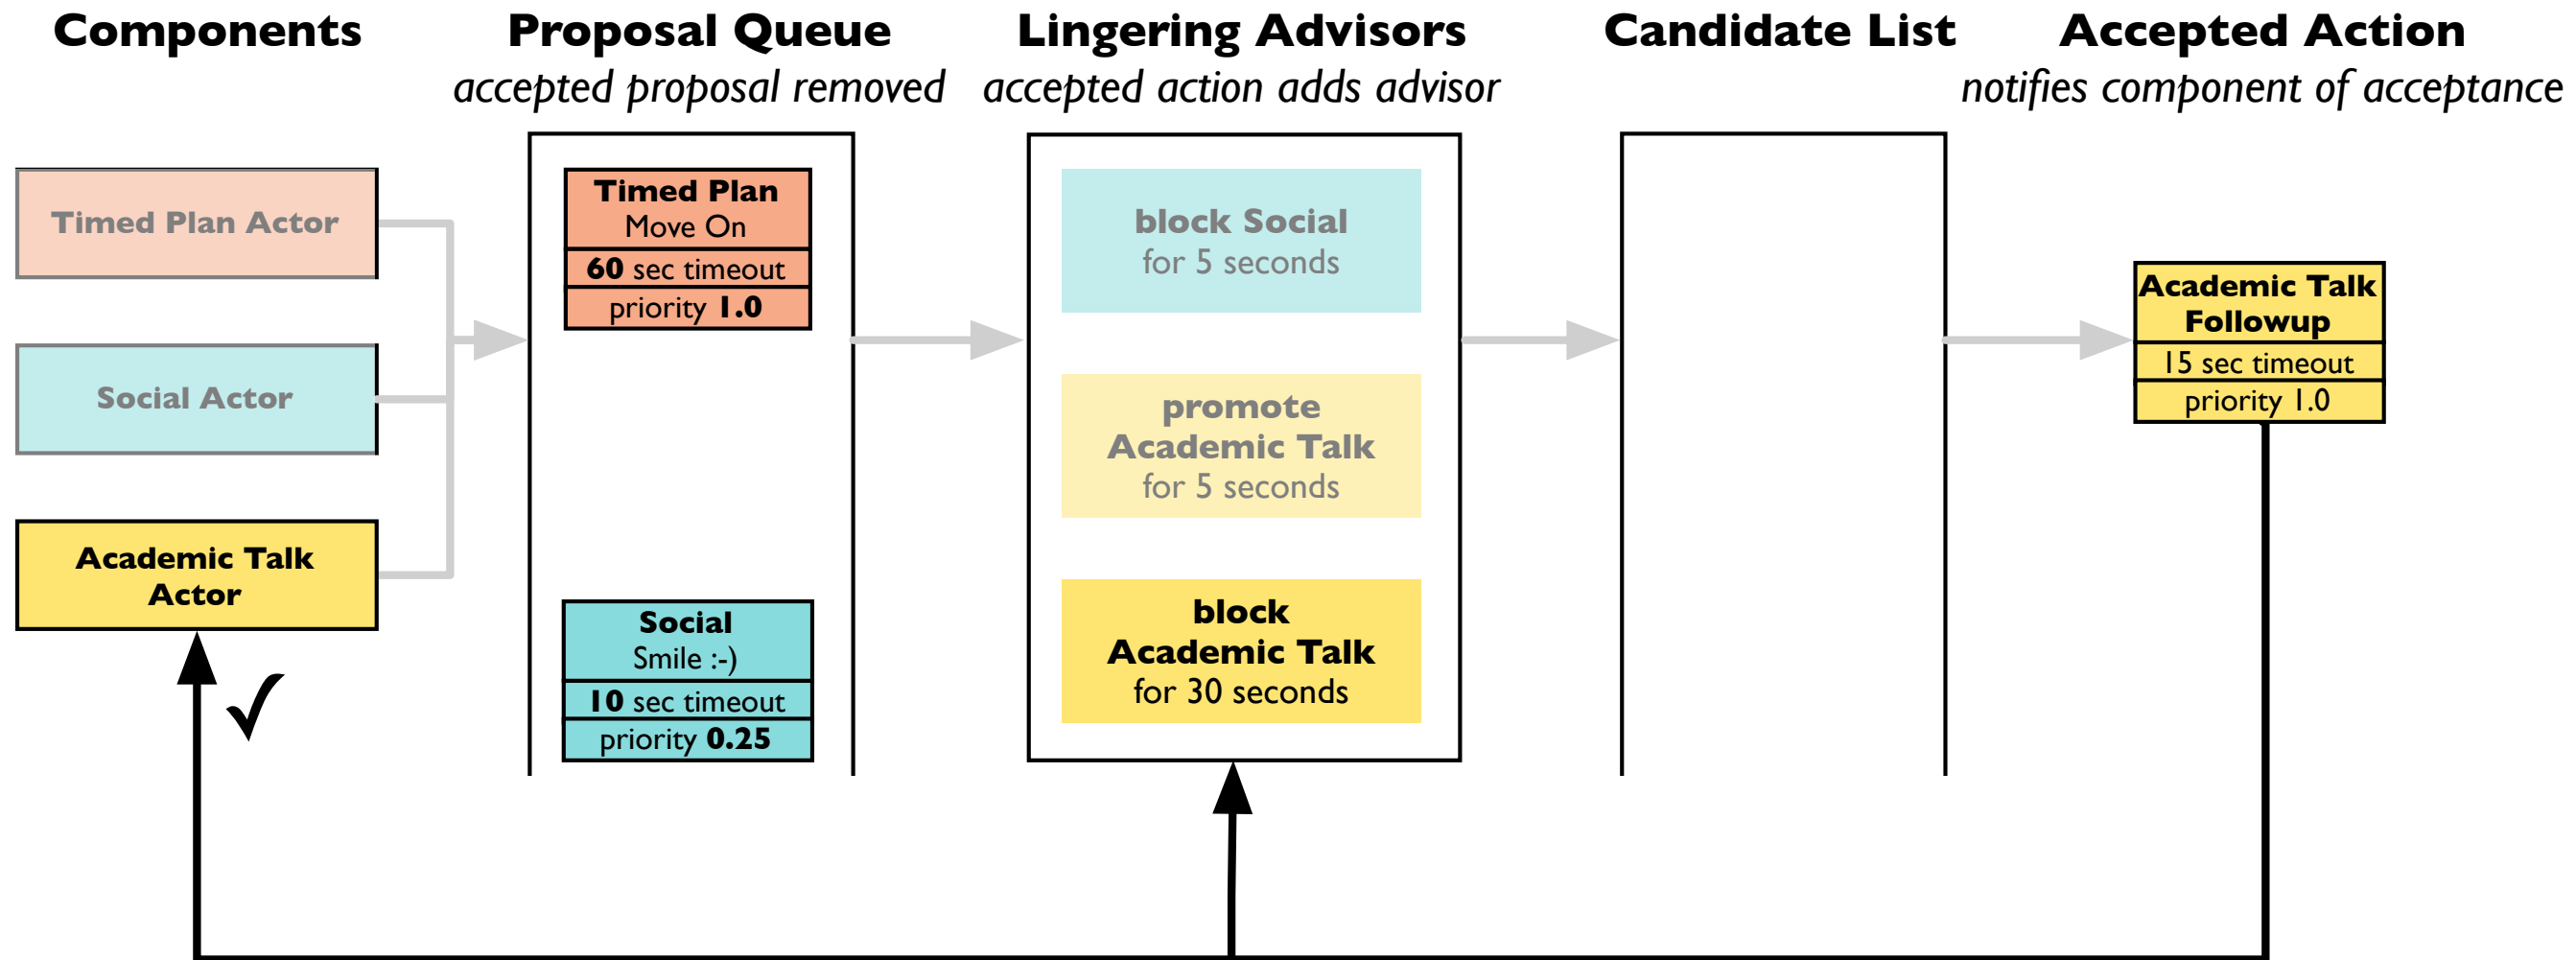 Components
Proposal Queue
accepted proposal removed
Lingering Advisors
accepted action adds advisor
Candidate List
Accepted Action
notifies component of acceptance
Timed Plan Actor
Social Actor
Academic Talk
Actor
Timed Plan
Move On
60 sec timeout
priority 1.0
Social
Smile :-)
10 sec timeout
priority 0.25
block Social
for 5 seconds
promote
Academic Talk
for 5 seconds
block
Academic Talk
for 30 seconds
Academic Talk
Followup
15 sec timeout
priority 1.0